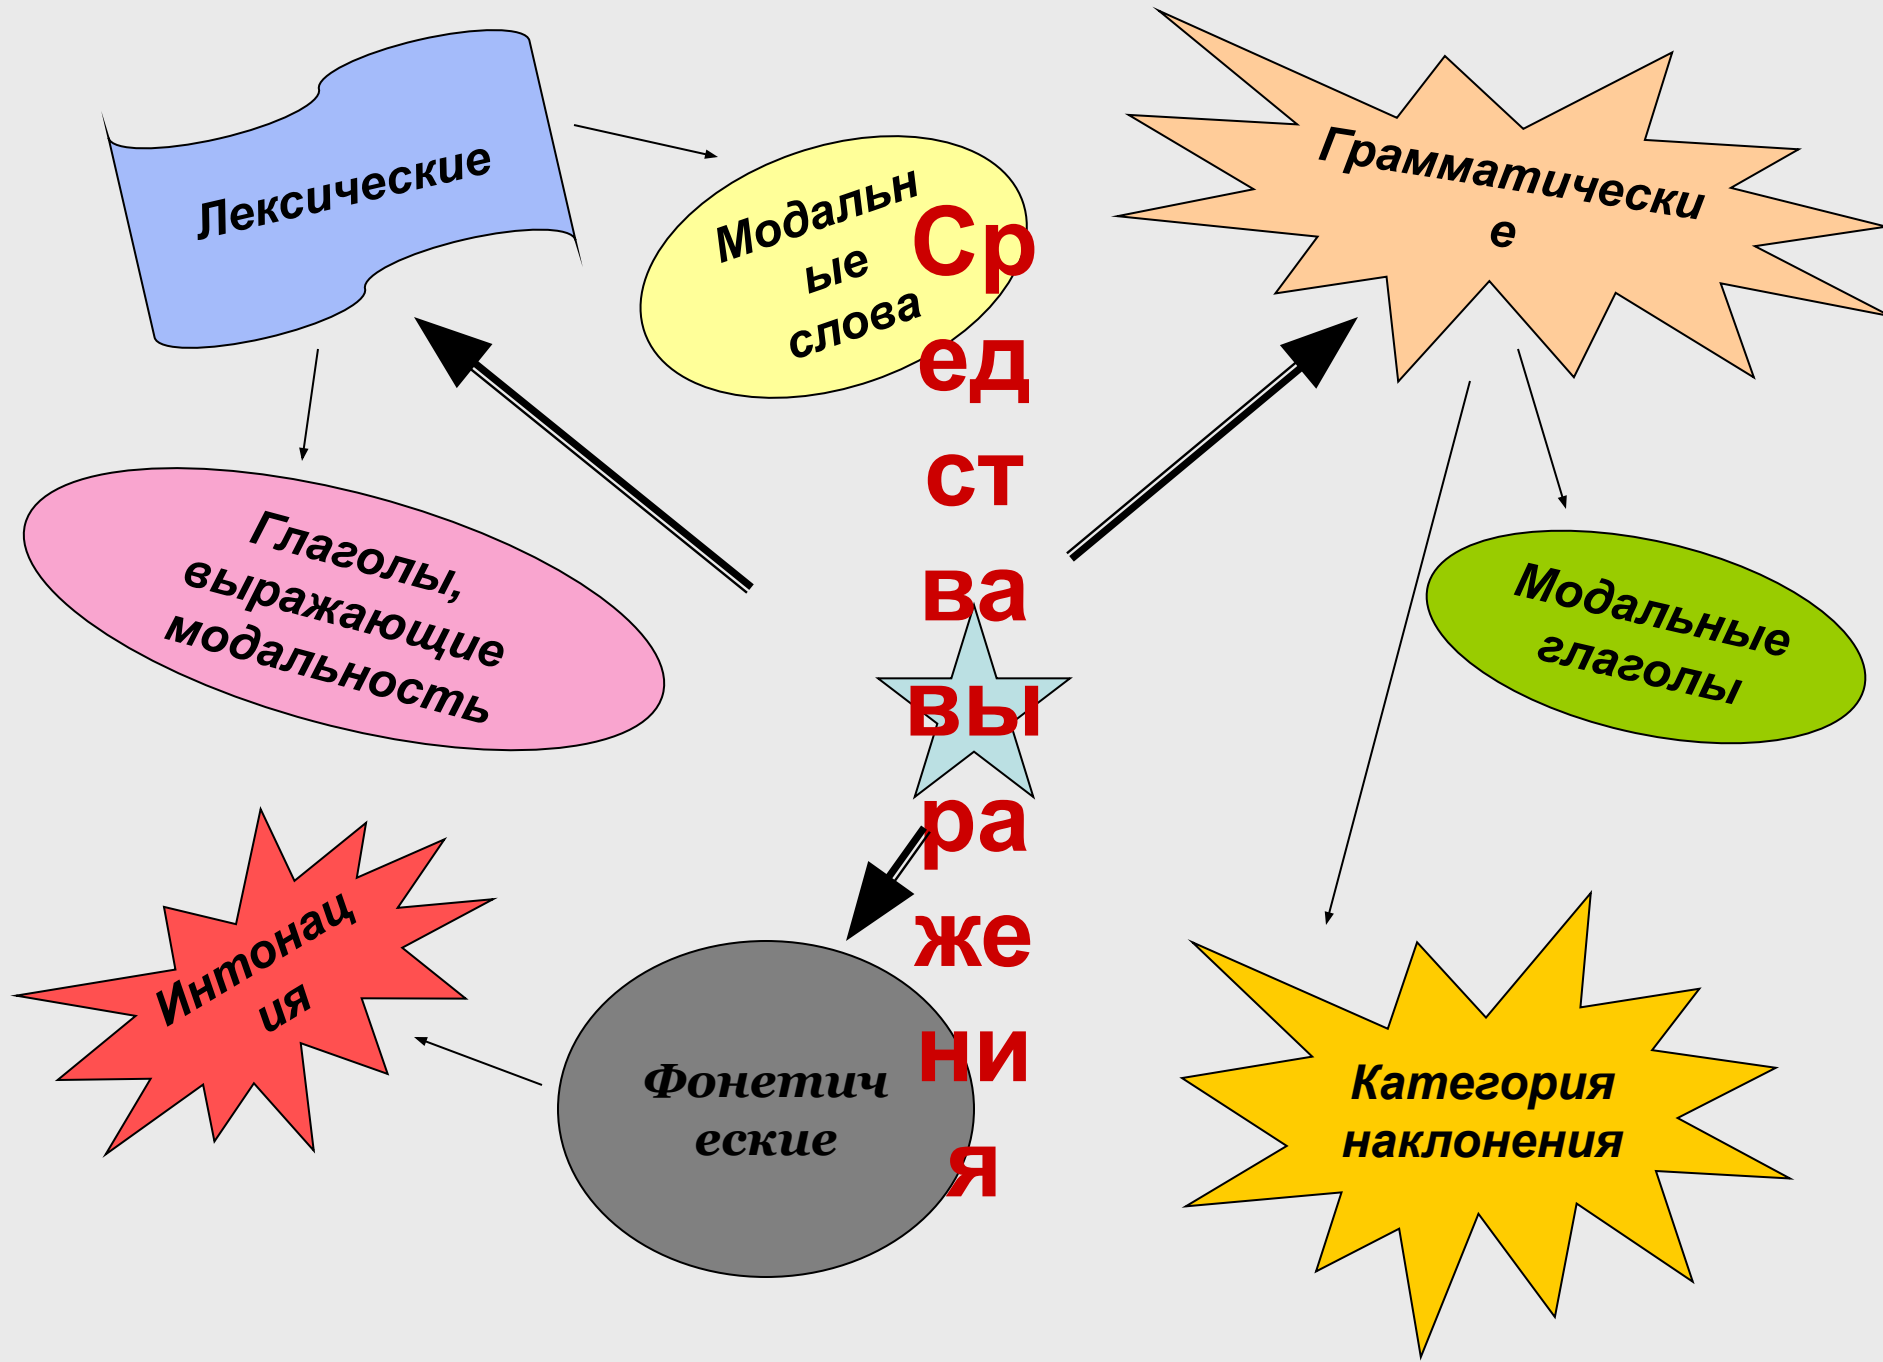 Лексические
Модальн
ые
слова
Грамматически
е
Ср
ед
ст
ва
вы
ра
же
ни
я
Глаголы,
выражающие
модальность
Модальные
глаголы
Интонац
ия
Фонетич
еские
Категория
наклонения